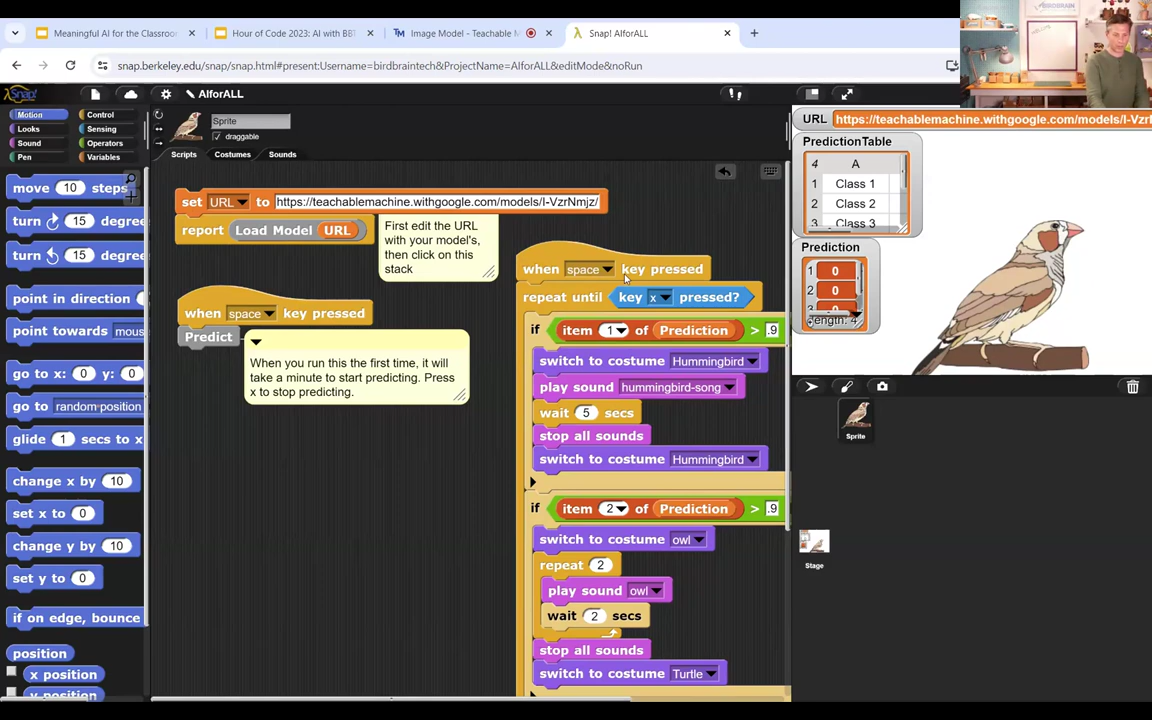 Meaningful AI for the Classroom
Hour of Code 2023: AI with BBT
Image Model - Teachable M
Snap! AIforALL
snap.berkeley.edu/snap/snap.html#present:Username=birdbraintech&ProjectName=AIforALL&editMode&noRun
Snap!
AIforALL
Motion
Control
Looks
Sensing
Sound
Operators
Pen
Variables
Sprite
draggable
Scripts
Costumes
Sounds
move 10 steps
turn 15 degree
turn 15 degree
point in direction
point towards mous
go to x: 0 y: 0
go to random position
glide 1 secs to x
change x by 10
set x to 0
change y by 10
set y to 0
if on edge, bounce
position
x position
y position
set URL to https://teachablemachine.withgoogle.com/models/I-VzrNmjz/
report Load Model URL
First edit the URL
with your model's,
then click on this
stack
when space key pressed
Predict
When you run this the first time, it will
take a minute to start predicting. Press
x to stop predicting.
when space key pressed
repeat until key x pressed?
if item 1 of Prediction > .9
switch to costume Hummingbird
play sound hummingbird-song
wait 5 secs
stop all sounds
switch to costume Hummingbird
if item 2 of Prediction > .9
switch to costume owl
repeat 2
play sound owl
wait 2 secs
stop all sounds
switch to costume Turtle
URL https://teachablemachine.withgoogle.com/models/I-Vzr
PredictionTable
4 A
1 Class 1
2 Class 2
3 Class 3
Prediction
1 0
2 0
3 0
length: 4
Sprite
Stage